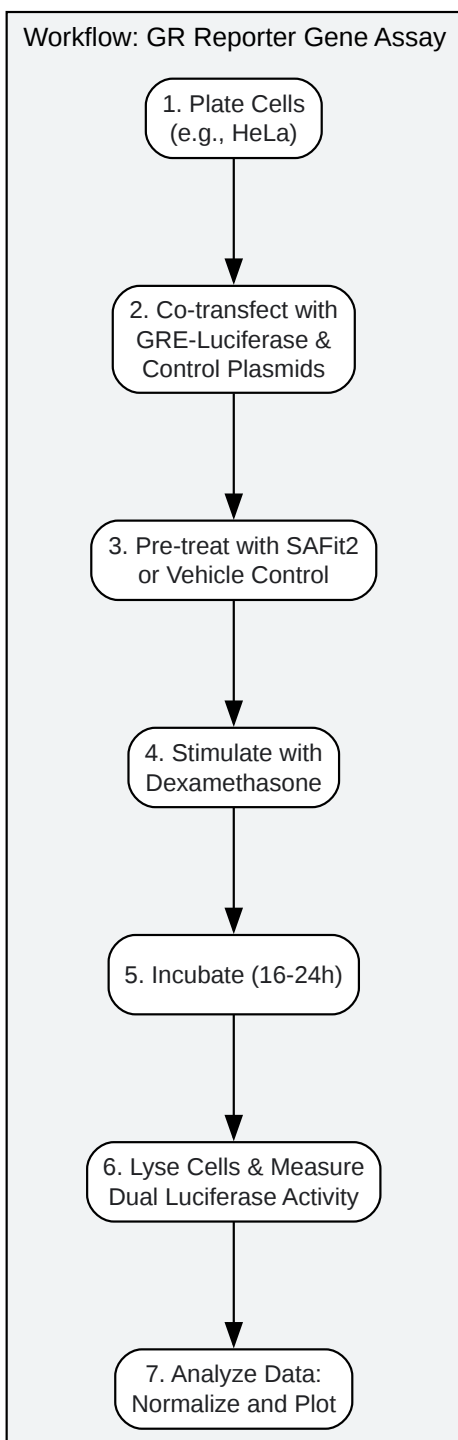 Workflow: GR Reporter Gene Assay
1. Plate Cells
(e.g., HeLa)
2. Co-transfect with
GRE-Luciferase &
Control Plasmids
3. Pre-treat with SAFit2
or Vehicle Control
4. Stimulate with
Dexamethasone
5. Incubate (16-24h)
6. Lyse Cells & Measure
Dual Luciferase Activity
7. Analyze Data:
Normalize and Plot